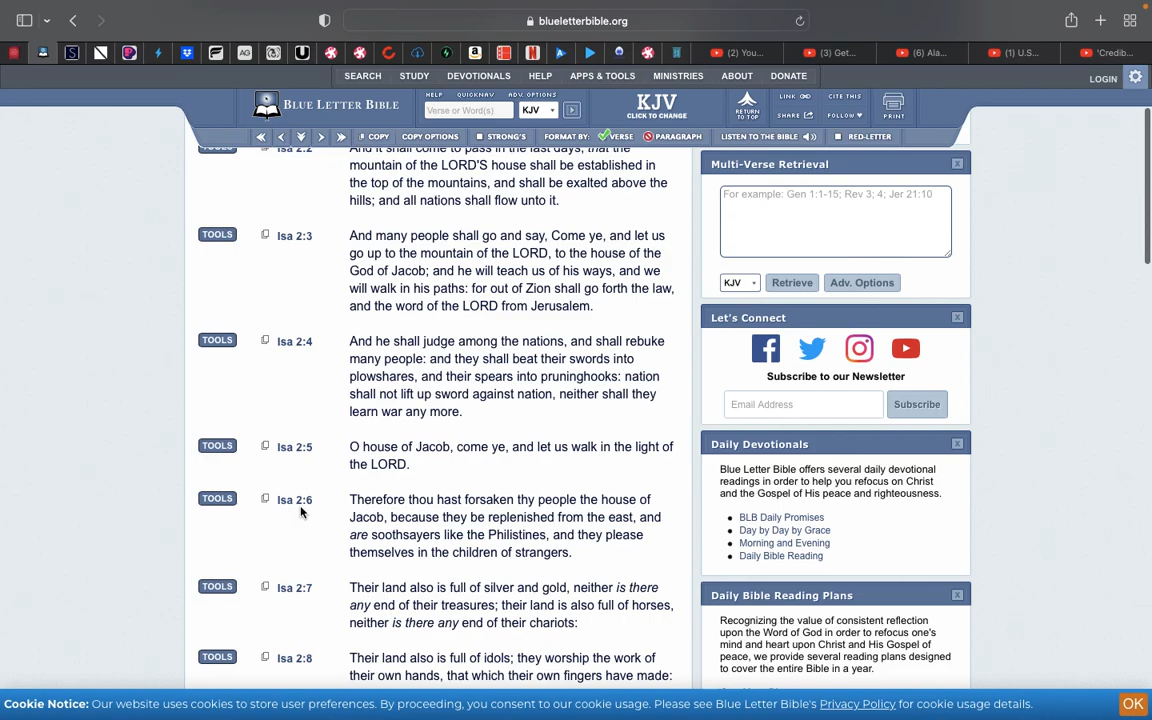 blueletterbible.org
(2) You...
(3) Get...
(6) Ala...
(1) U.S...
'Credib...
SEARCH STUDY DEVOTIONALS HELP APPS & TOOLS MINISTRIES ABOUT DONATE
LOGIN
BLUE LETTER BIBLE
HELP QUICKNAV ADV. OPTIONS
Verse or Word(s) KJV
KJV
CLICK TO CHANGE
RETURN TO TOP
LINK
CITE THIS
SHARE
FOLLOW
PRINT
COPY COPY OPTIONS STRONG'S FORMAT BY: VERSE PARAGRAPH LISTEN TO THE BIBLE RED-LETTER
Isa 2:2 And it shall come to pass in the last days, that the
mountain of the LORD'S house shall be established in
the top of the mountains, and shall be exalted above the
hills; and all nations shall flow unto it.
TOOLS Isa 2:3 And many people shall go and say, Come ye, and let us
go up to the mountain of the LORD, to the house of the
God of Jacob; and he will teach us of his ways, and we
will walk in his paths: for out of Zion shall go forth the law,
and the word of the LORD from Jerusalem.
TOOLS Isa 2:4 And he shall judge among the nations, and shall rebuke
many people: and they shall beat their swords into
plowshares, and their spears into pruninghooks: nation
shall not lift up sword against nation, neither shall they
learn war any more.
TOOLS Isa 2:5 O house of Jacob, come ye, and let us walk in the light of
the LORD.
TOOLS Isa 2:6 Therefore thou hast forsaken thy people the house of
Jacob, because they be replenished from the east, and
are soothsayers like the Philistines, and they please
themselves in the children of strangers.
TOOLS Isa 2:7 Their land also is full of silver and gold, neither is there
any end of their treasures; their land is also full of horses,
neither is there any end of their chariots:
TOOLS Isa 2:8 Their land also is full of idols; they worship the work of
their own hands, that which their own fingers have made:
Multi-Verse Retrieval
For example: Gen 1:1-15; Rev 3; 4; Jer 21:10
KJV Retrieve Adv. Options
Let's Connect
Subscribe to our Newsletter
Email Address Subscribe
Daily Devotionals
Blue Letter Bible offers several daily devotional
readings in order to help you refocus on Christ
and the Gospel of His peace and righteousness.
BLB Daily Promises
Day by Day by Grace
Morning and Evening
Daily Bible Reading
Daily Bible Reading Plans
Recognizing the value of consistent reflection
upon the Word of God in order to refocus one's
mind and heart upon Christ and His Gospel of
peace, we provide several reading plans designed
to cover the entire Bible in a year.
Cookie Notice: Our website uses cookies to store user preferences. By proceeding, you consent to our cookie usage. Please see Blue Letter Bible's Privacy Policy for cookie usage details. OK